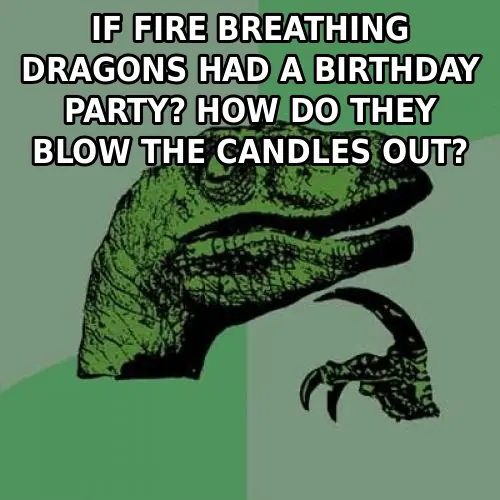 IF FIRE BREATHING
DRAGONS HAD A BIRTHDAY
PARTY? HOW DO THEY
BLOW THE CANDLES OUT?